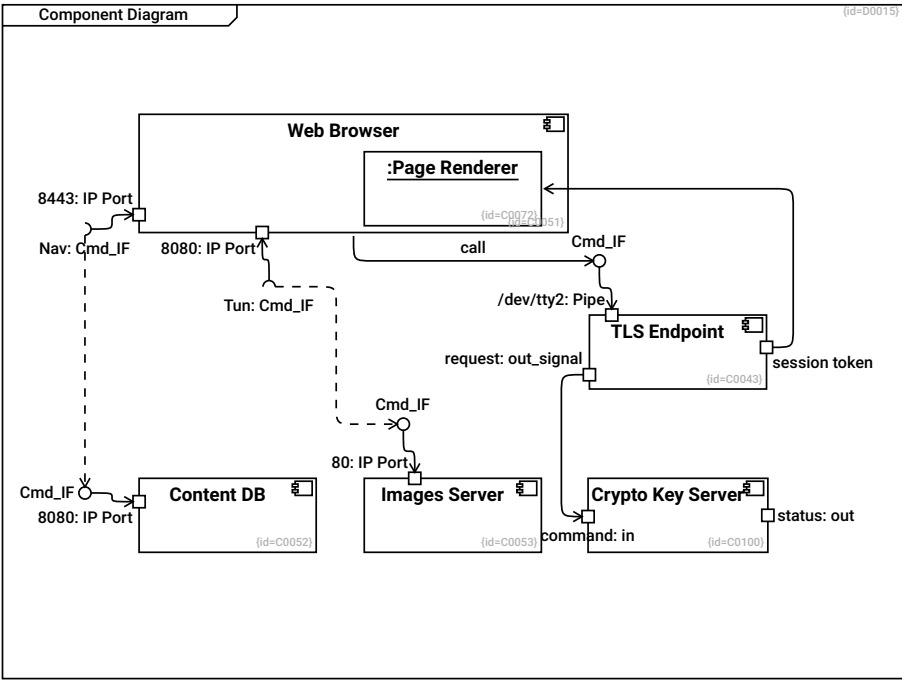 Component Diagram
{id=D0015}
Web Browser
:Page Renderer
{id=C0072}
{id=C0051}
8443: IP Port
Nav: Cmd_IF
8080: IP Port
call
Cmd_IF
Tun: Cmd_IF
/dev/tty2: Pipe
TLS Endpoint
request: out_signal
session token
{id=C0043}
Cmd_IF
80: IP Port
Cmd_IF
8080: IP Port
Content DB
{id=C0052}
Images Server
{id=C0053}
Crypto Key Server
command: in
status: out
{id=C0100}